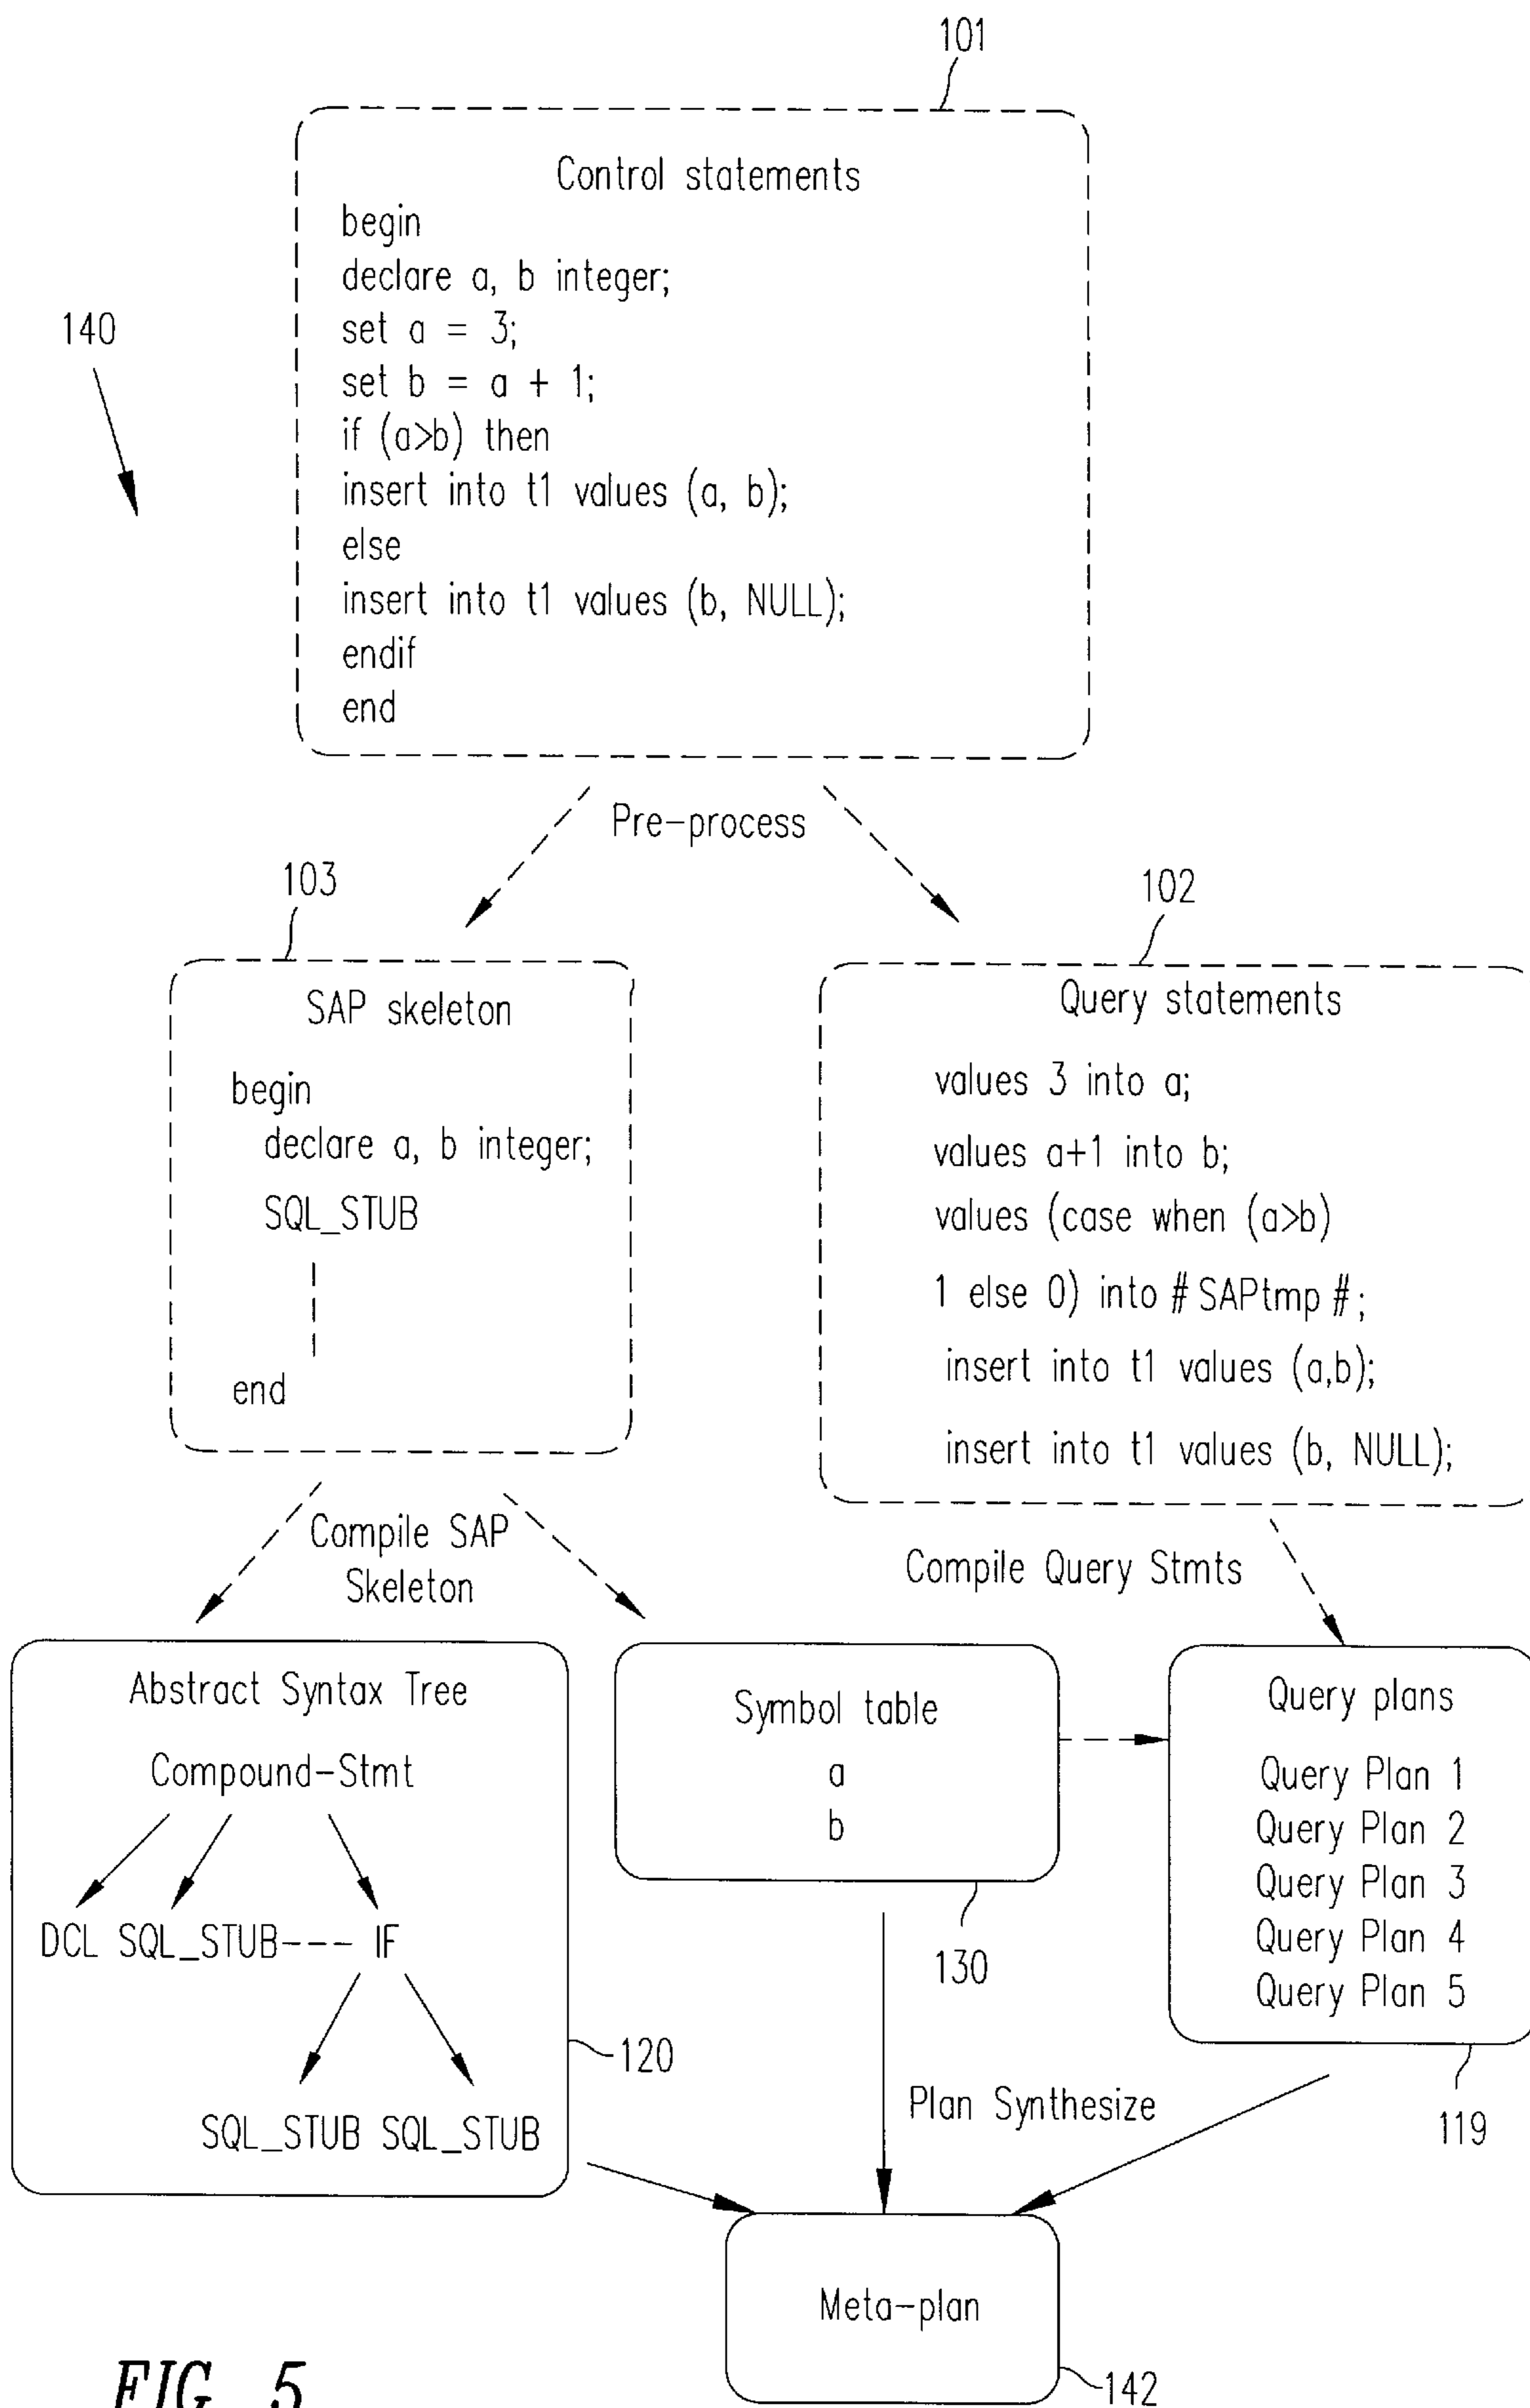 101
Control statements
begin
declare a, b integer;
set a = 3;
set b = a + 1;
if (a>b) then
insert into t1 values (a, b);
else
insert into t1 values (b, NULL);
endif
end
140
Pre-process
103
SAP skeleton
begin
declare a, b integer;
SQL_STUB
end
102
Query statements
values 3 into a;
values a+1 into b;
values (case when (a>b)
1 else 0) into # SAPtmp #;
insert into t1 values (a,b);
insert into t1 values (b, NULL);
Compile SAP
Skeleton
Compile Query Stmts
Abstract Syntax Tree
Compound-Stmt
DCL SQL_STUB--- IF
SQL_STUB SQL_STUB
120
Symbol table
a
b
130
Query plans
Query Plan 1
Query Plan 2
Query Plan 3
Query Plan 4
Query Plan 5
119
Plan Synthesize
Meta-plan
142
FIG. 5